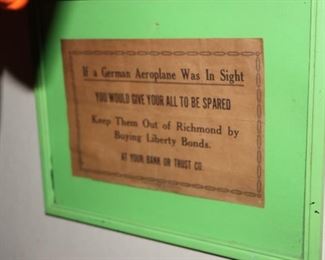 If a German Aeroplane Was In Sight
YOU WOULD GIVE YOUR ALL TO BE SPARED
Keep Them Out of Richmond by
Buying Liberty Bonds.
AT YOUR BANK OR TRUST CO.